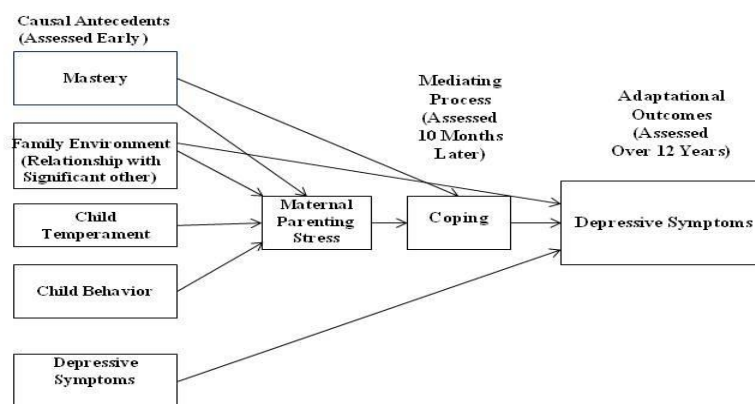 Causal Antecedents
(Assessed Early )
Mastery
Family Environment
(Relationship with
Significant other)
Child
Temperament
Child Behavior
Depressive
Symptoms
Maternal
Parenting
Stress
Mediating
Process
(Assessed
10 Months
Later)
Coping
Adaptational
Outcomes
(Assessed
Over 12 Years)
Depressive Symptoms